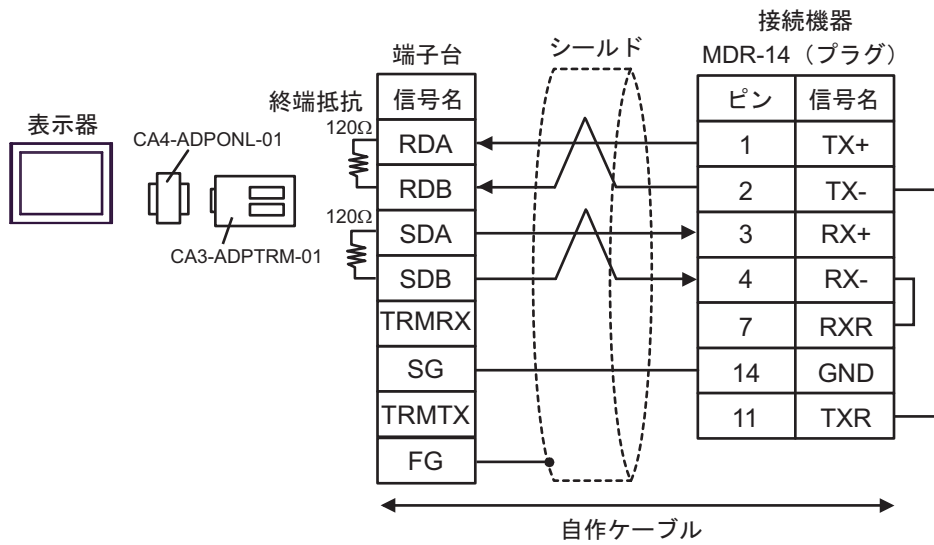 接続機器
端子台
シールド
MDR-14（プラグ）
終端抵抗
信号名
ピン
信号名
表示器
CA4-ADPONL-01
120Ω
RDA
1
TX+
RDB
2
TX-
120Ω
SDA
3
RX+
CA3-ADPTRM-01
SDB
4
RX-
TRMRX
7
RXR
SG
14
GND
TRMTX
11
TXR
FG
自作ケーブル